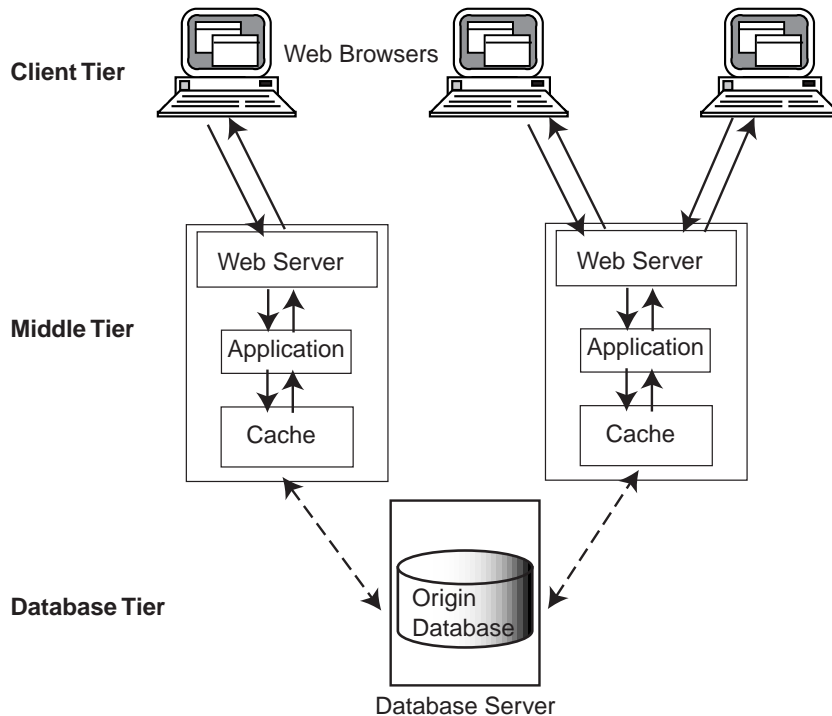 Client Tier
Web Browsers
Web Server
Web Server
Middle Tier
Application
Application
Cache
Cache
Database Tier
Origin
Database
Database Server